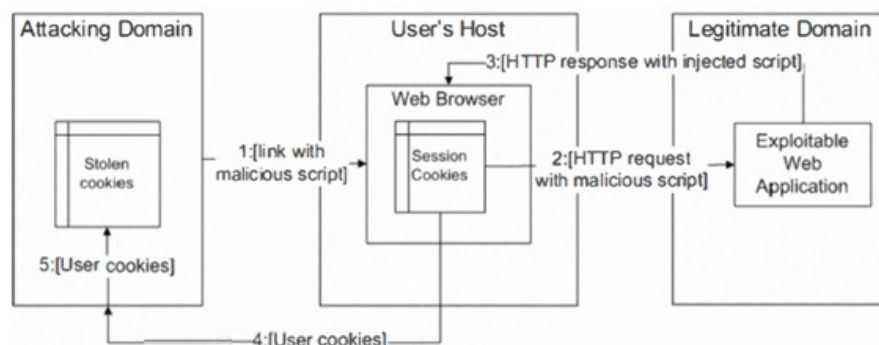 Attacking Domain
User's Host
Legitimate Domain
3:[HTTP response with injected script]
Web Browser
Stolen
cookies
1:[link with
malicious script]
Session
Cookies
2:[HTTP request
with malicious script]
Exploitable
Web
Application
5:[User cookies]
4:[User cookies]